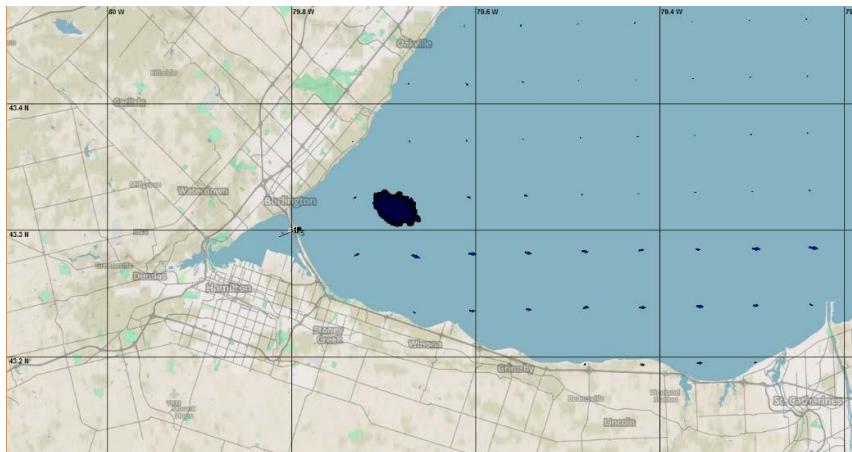 80 W
79.8 W
79.6 W
79.4 W
Oakville
43.4 N
Carlisle
Waterdown
Burlington
43.3 N
Dundas
Hamilton
Stoney
Creek
Winona
43.2 N
Grimsby
Beamsville
Lincoln
St. Catharines